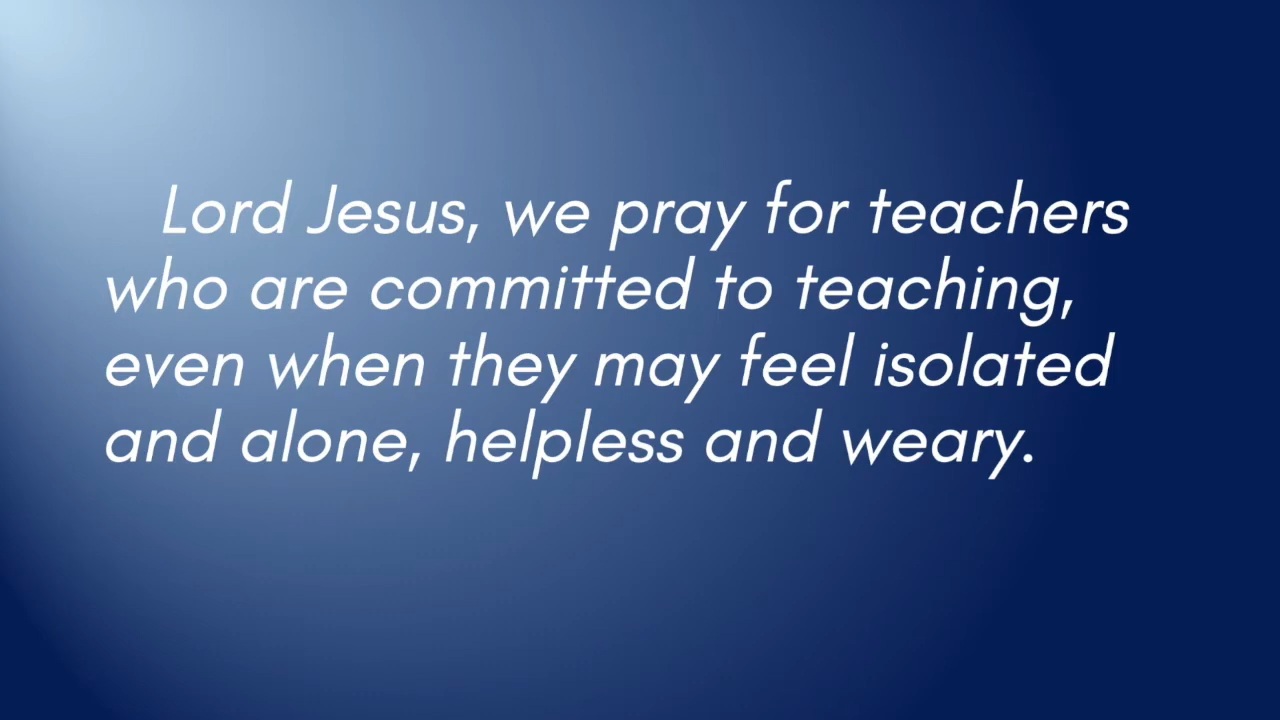 Lord Jesus, we pray for teachers
who are committed to teaching,
even when they may feel isolated
and alone, helpless and weary.